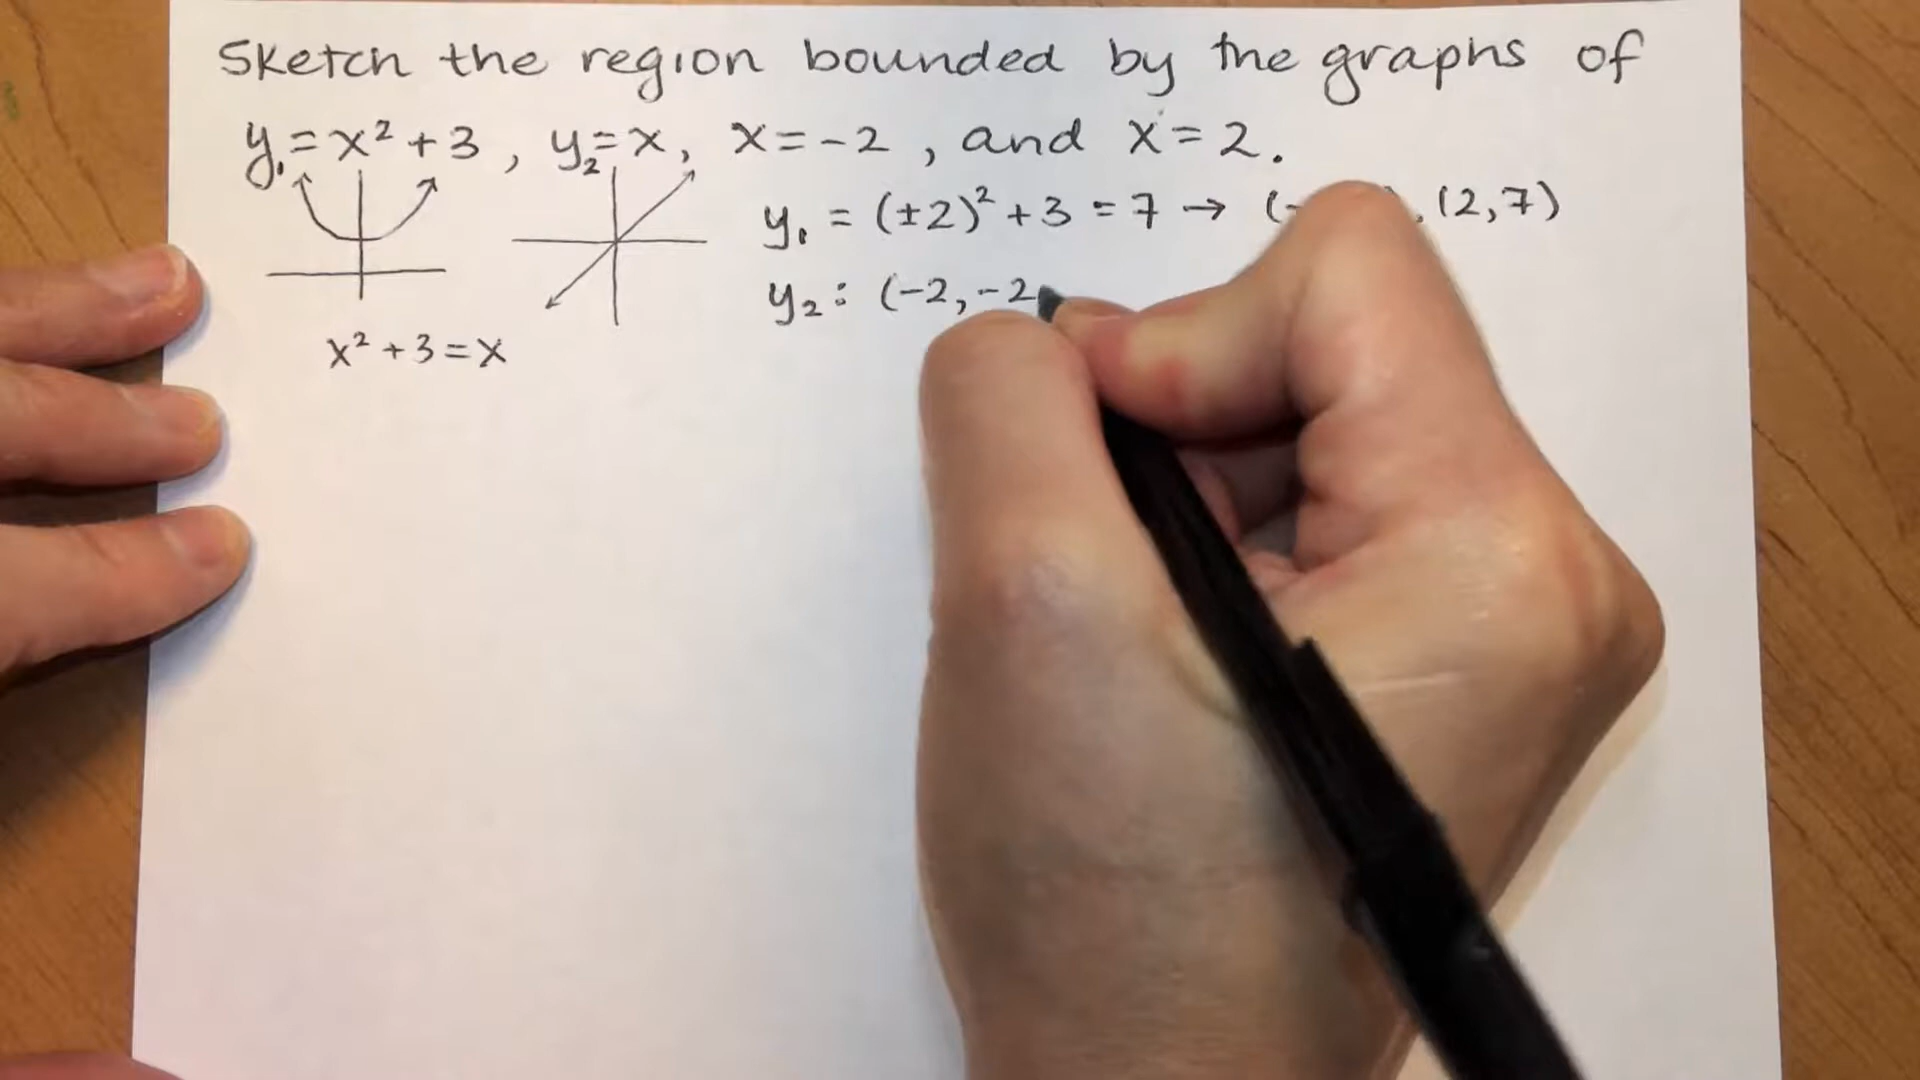 Sketch the region bounded by the graphs of
y₁=x²+3, y₂=x, x=-2, and x=2.
y₁ = (±2)²+3 = 7 → (- , (2,7)
y₂: (-2,-2
x²+3=x